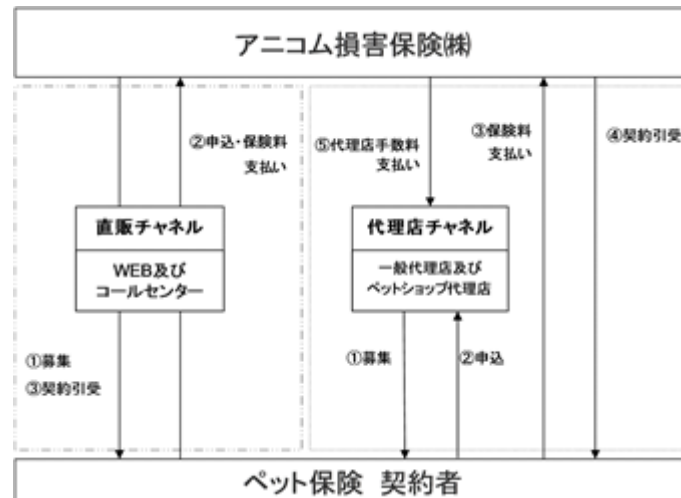 アニコム損害保険㈱
②申込・保険料
支払い
⑤代理店手数料
支払い
③保険料
支払い
④契約引受
直販チャネル
WEB及び
コールセンター
代理店チャネル
一般代理店及び
ペットショップ代理店
①募集
③契約引受
①募集
②申込
ペット保険 契約者